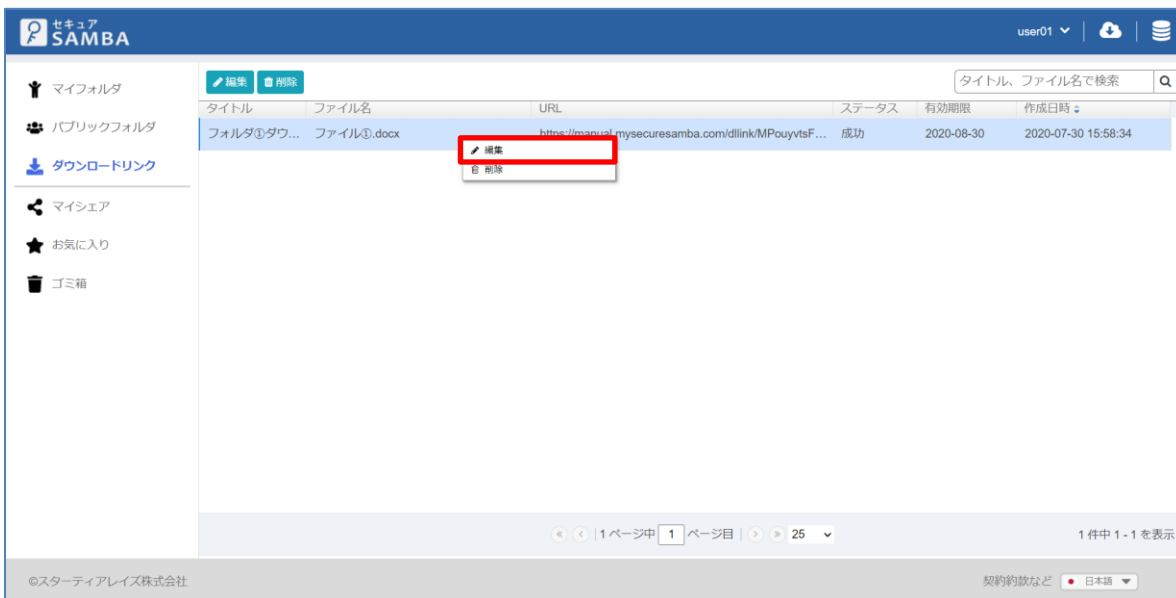 セキュア
SAMBA
user01
マイフォルダ
パブリックフォルダ
ダウンロードリンク
マイシェア
お気に入り
ゴミ箱
編集 削除
タイトル、ファイル名で検索
タイトル ファイル名 URL ステータス 有効期限 作成日時
フォルダ①ダウ... ファイル①.docx https://manual.mysecuresamba.com/dllink/MPouyvtsF... 成功 2020-08-30 2020-07-30 15:58:34
編集
削除
1 ページ中 1 ページ目 25
1 件中 1 - 1 を表示
©スターティアレイズ株式会社
契約約款など 日本語